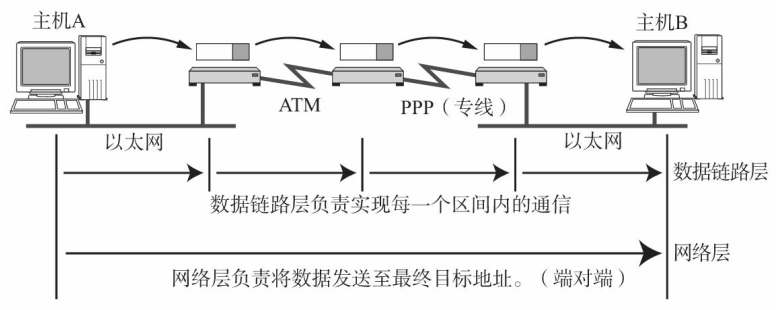 主机A
主机B
ATM
PPP（专线）
以太网
以太网
数据链路层
数据链路层负责实现每一个区间内的通信
网络层
网络层负责将数据发送至最终目标地址。（端对端）